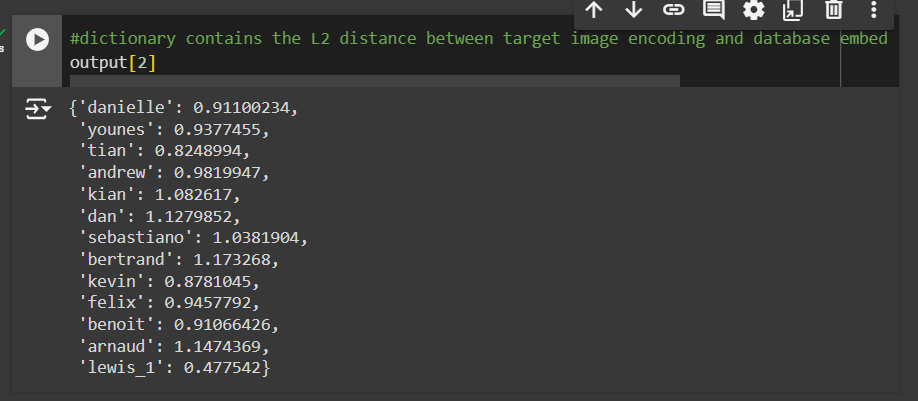 s
#dictionary contains the L2 distance between target image encoding and database embed
output[2]
{'danielle': 0.91100234,
'younes': 0.9377455,
'tian': 0.8248994,
'andrew': 0.9819947,
'kian': 1.082617,
'dan': 1.1279852,
'sebastiano': 1.0381904,
'bertrand': 1.173268,
'kevin': 0.8781045,
'felix': 0.9457792,
'benoit': 0.91066426,
'arnaud': 1.1474369,
'lewis_1': 0.477542}